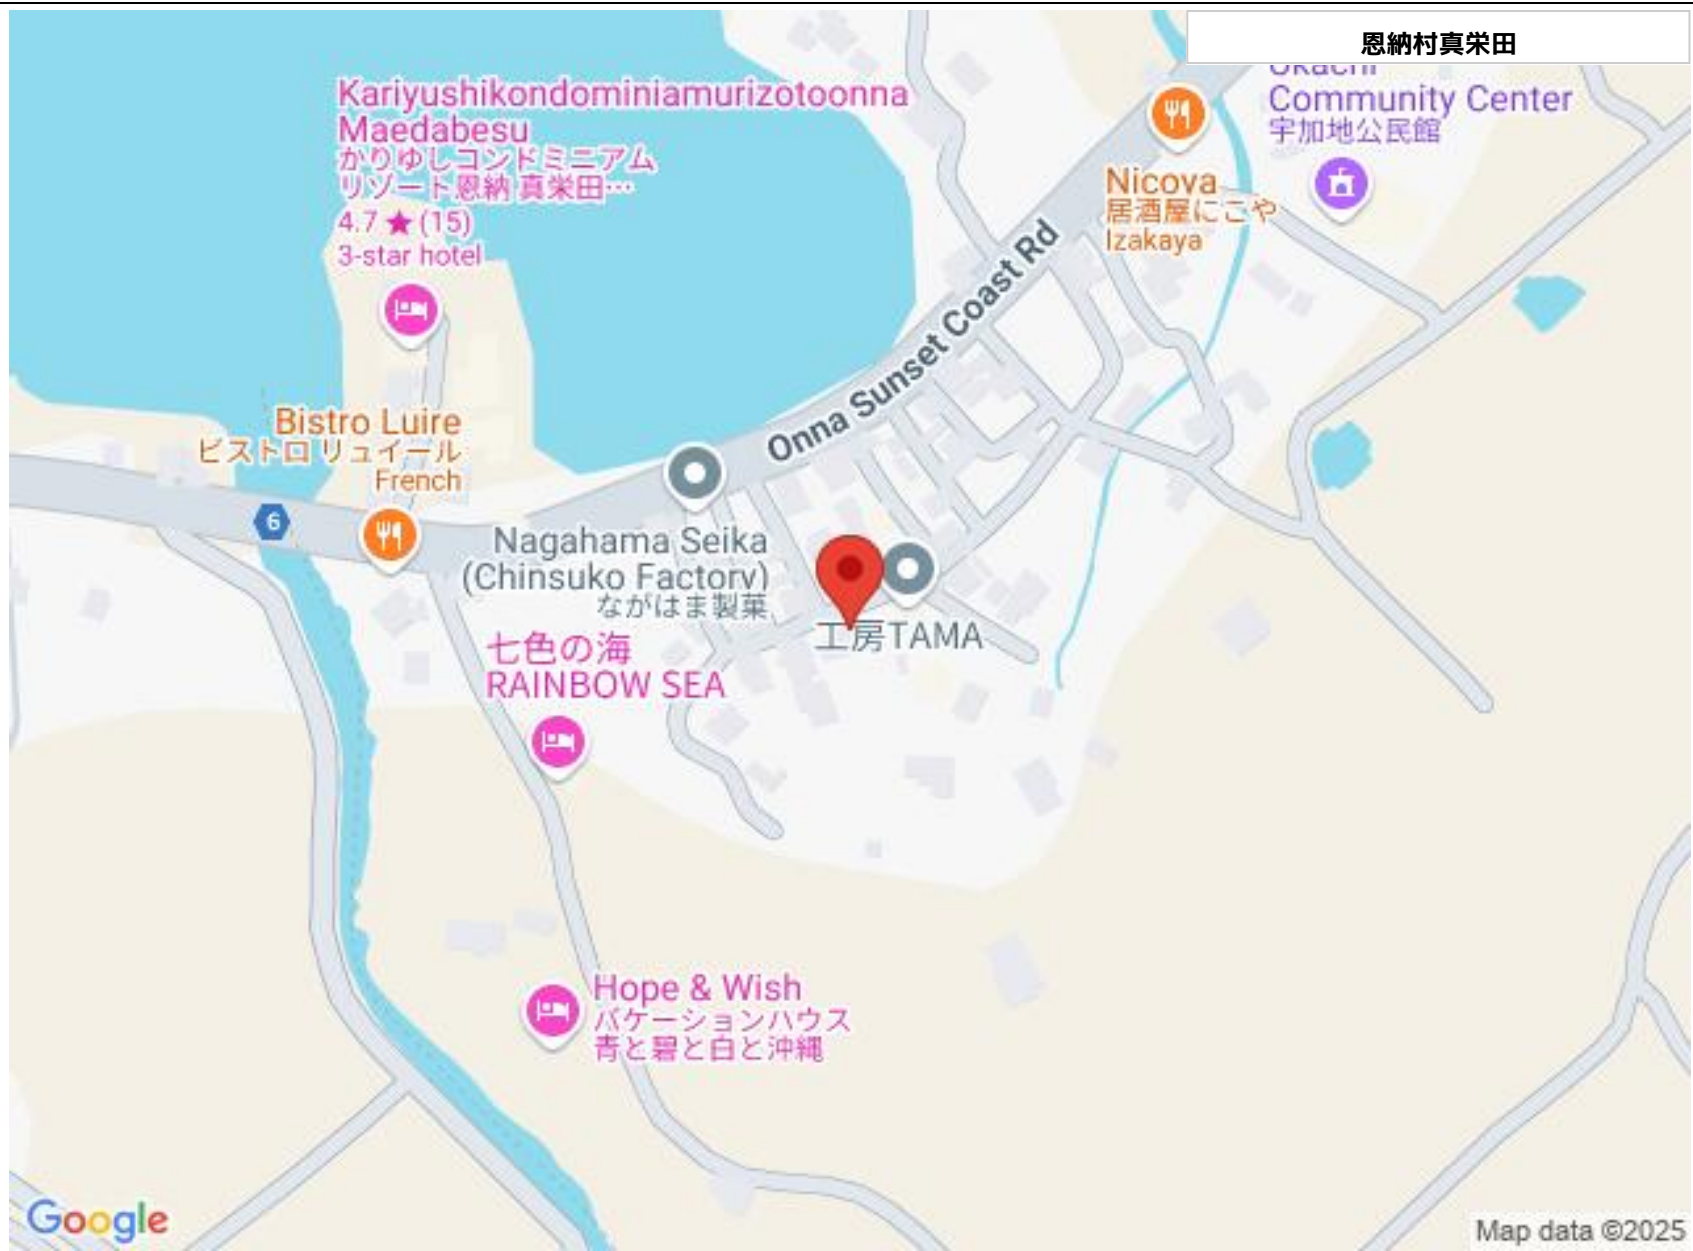 恩納村真栄田
Ukachi
Community Center
宇加地公民館
Kariyushikondominiamurizotoonna
Maedabesu
かりゆしコンドミニアム
リゾート恩納 真栄田…
4.7 ★ (15)
3-star hotel
Nicoya
居酒屋にこや
Izakaya
Onna Sunset Coast Rd
Bistro Luire
ビストロ リュイール
French
6
Nagahama Seika
(Chinsuko Factory)
ながはま製菓
工房TAMA
七色の海
RAINBOW SEA
Hope & Wish
バケーションハウス
青と碧と白と沖縄
Google
Map data ©2025